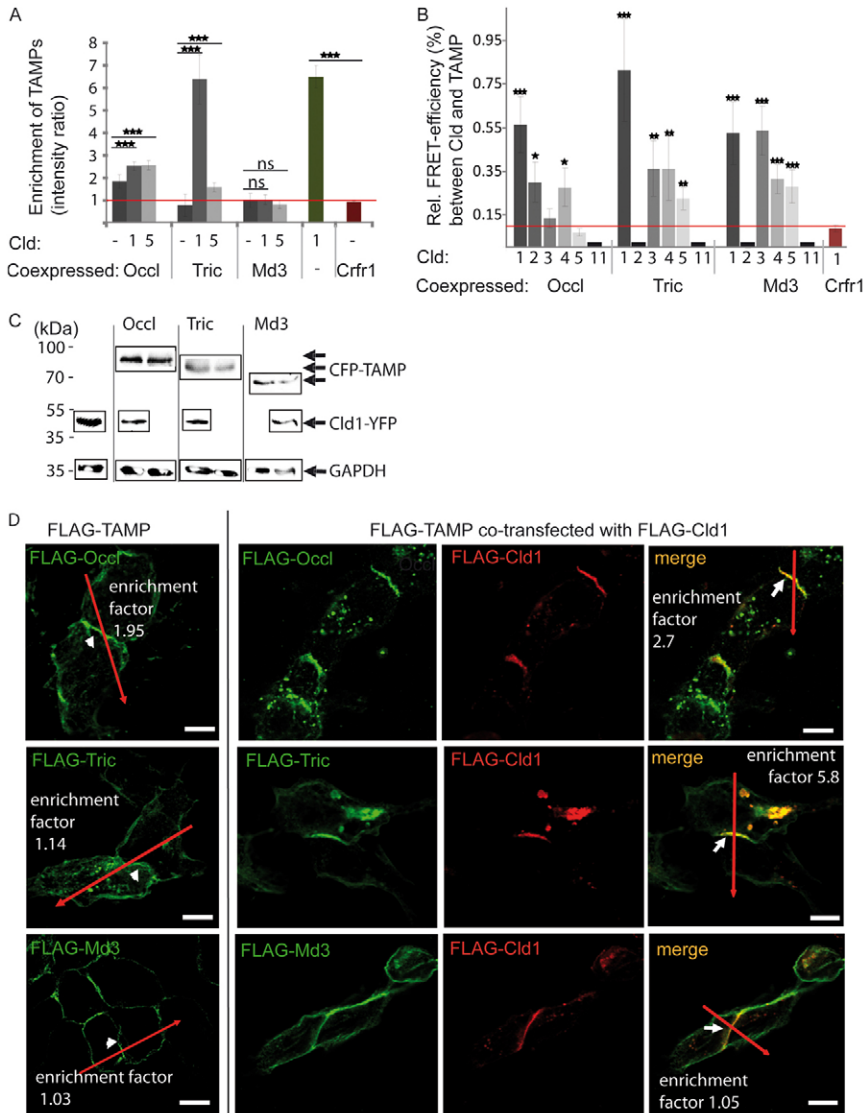 A
Enrichment of TAMPs
(intensity ratio)
8
7
6
5
4
3
2
1
*** *** *** *** ns ns ***
Cld: - 1 5 - 1 5 - 1 5 1 -
Coexpressed: Occl Tric Md3 - Crfr1
B
Rel. FRET-efficiency (%)
between Cld and TAMP
0.95
0.75
0.55
0.35
0.15
*** * * *** ** ** ** *** *** *** ***
Cld: 1 2 3 4 5 11 1 2 3 4 5 11 1 2 3 4 5 11 1
Coexpressed: Occl Tric Md3 Crfr1
C
(kDa) Occl Tric Md3
100 -
70 -
55 -
35 -
35 -
CFP-TAMP
Cld1-YFP
GAPDH
D
FLAG-TAMP
FLAG-TAMP co-transfected with FLAG-Cld1
FLAG-Occl
enrichment
factor
1.95
FLAG-Occl
FLAG-Cld1
merge
enrichment
factor
2.7
FLAG-Tric
enrichment
factor
1.14
FLAG-Tric
FLAG-Cld1
merge
enrichment
factor 5.8
FLAG-Md3
enrichment factor
1.03
FLAG-Md3
FLAG-Cld1
merge
enrichment
factor 1.05